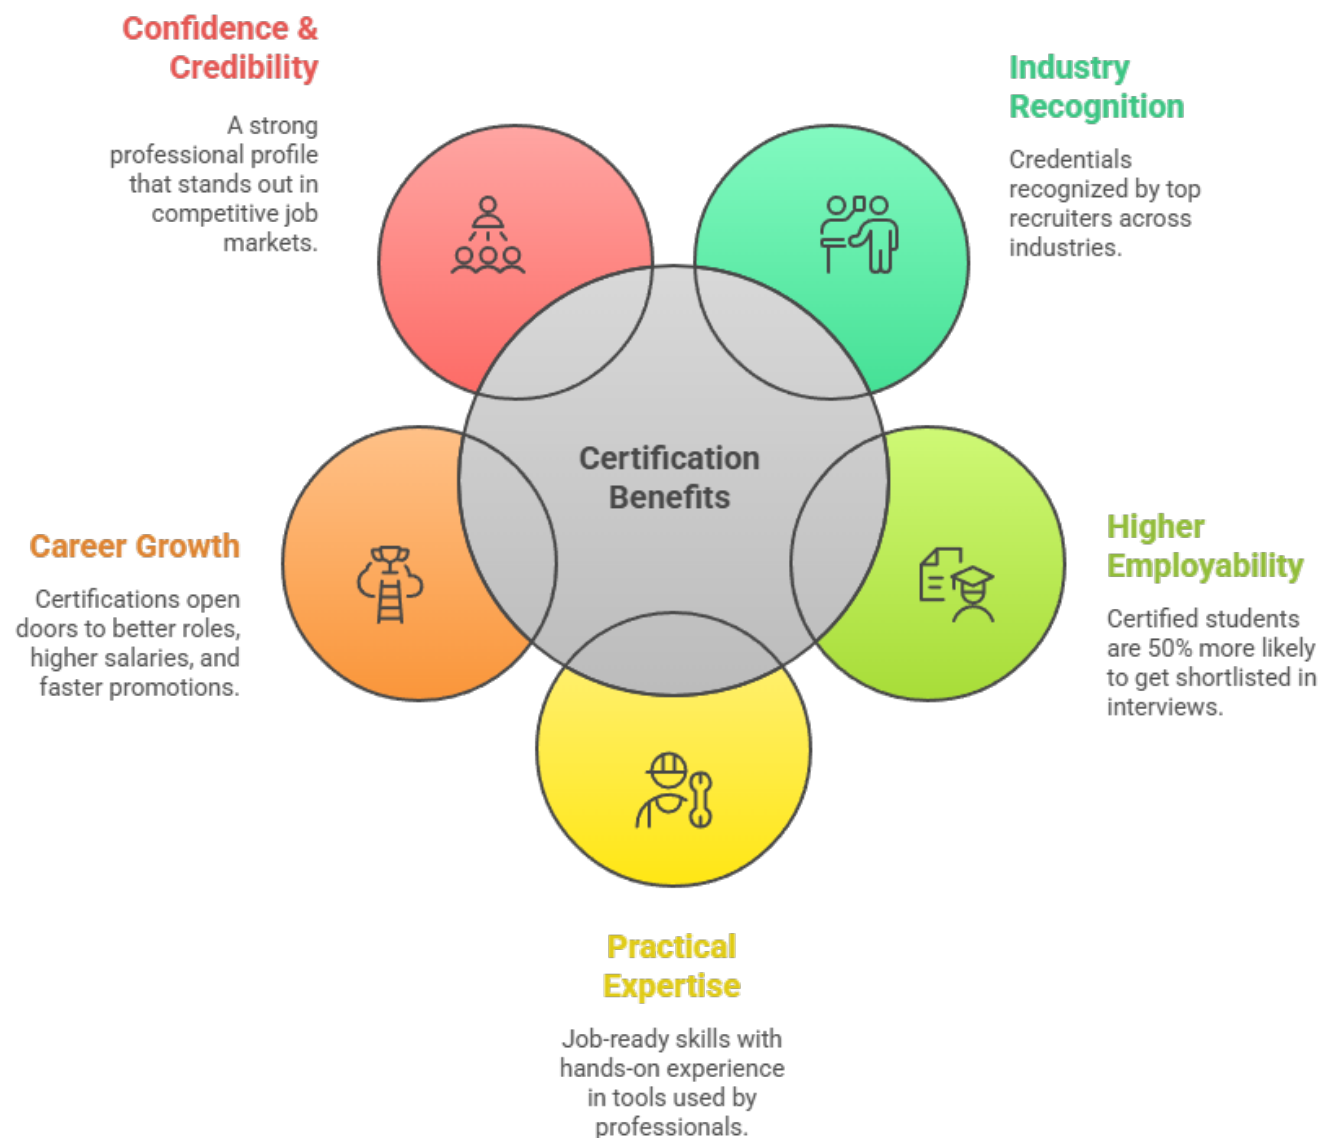 Confidence &
Credibility
A strong
professional profile
that stands out in
competitive job
markets.
Industry
Recognition
Credentials
recognized by top
recruiters across
industries.
Certification
Benefits
Career Growth
Certifications open
doors to better roles,
higher salaries, and
faster promotions.
Higher
Employability
Certified students
are 50% more likely
to get shortlisted in
interviews.
Practical
Expertise
Job-ready skills with
hands-on experience
in tools used by
professionals.